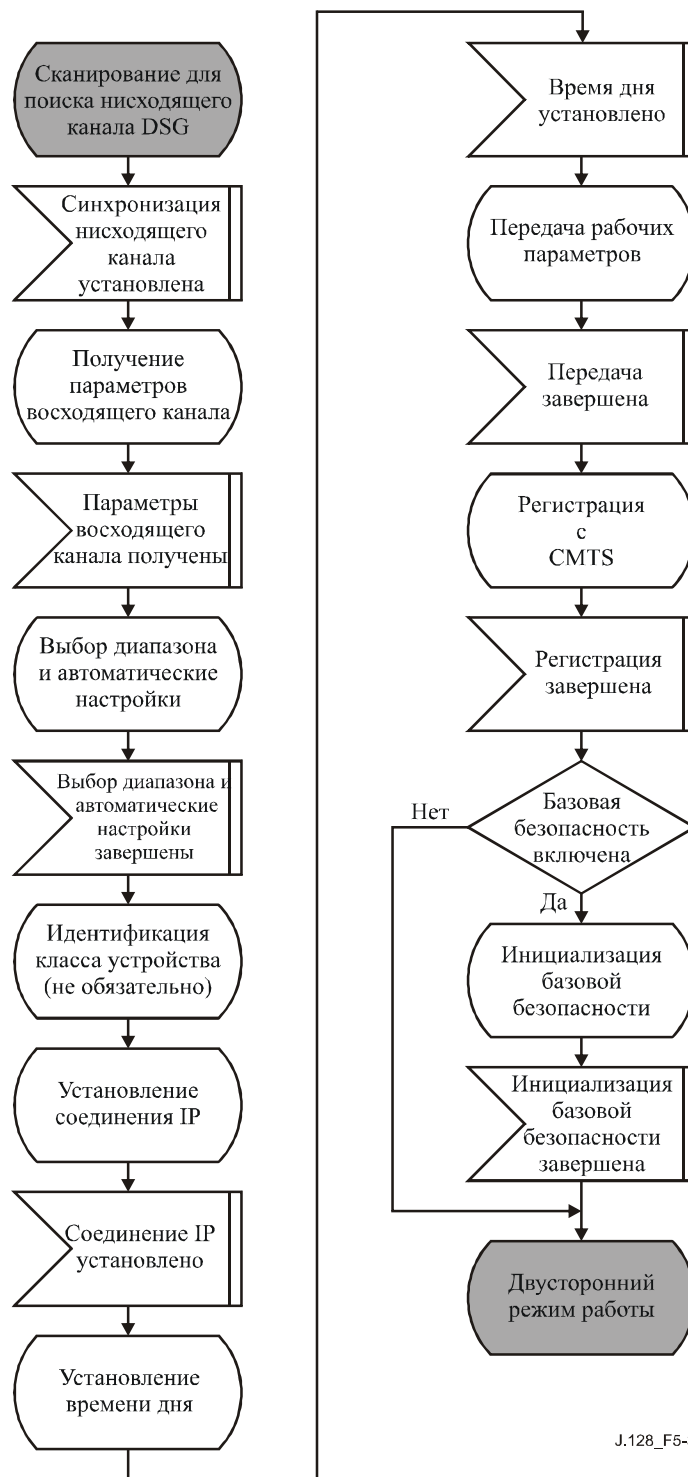 Сканирование для
поиска нисходящего
канала DSG
Синхронизация
нисходящего
канала
установлена
Получение
параметров
восходящего канала
Параметры
восходящего
канала получены
Выбор диапазона
и автоматические
настройки
Выбор диапазона и
автоматические
настройки
завершены
Идентификация
класса устройства
(не обязательно)
Установление
соединения IP
Соединение IP
установлено
Установление
времени дня
Время дня
установлено
Передача рабочих
параметров
Передача
завершена
Регистрация
с
CMTS
Регистрация
завершена
Базовая
безопасность
включена
Нет
Да
Инициализация
базовой
безопасности
Инициализация
базовой
безопасности
завершена
Двусторонний
режим работы
J.128_F5-